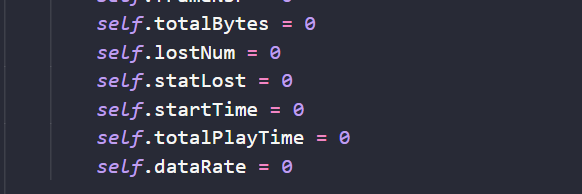 self.totalBytes = 0
self.lostNum = 0
self.statLost = 0
self.startTime = 0
self.totalPlayTime = 0
self.dataRate = 0